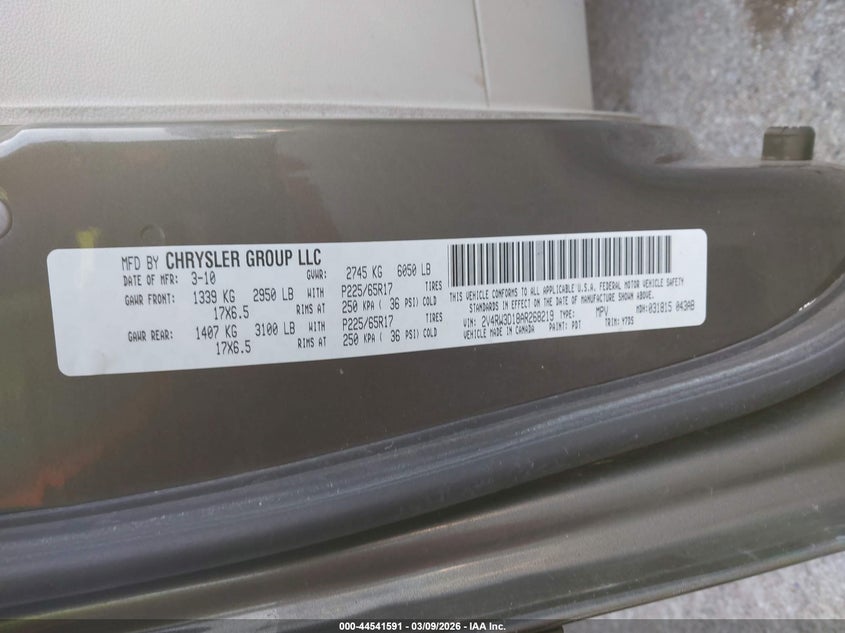 MFD BY CHRYSLER GROUP LLC
DATE OF MFR: 3-10 GVWR: 2745 KG 6050 LB
GAWR FRONT: 1339 KG 2950 LB WITH P225/65R17 TIRES
17X6.5 RIMS AT 250 KPA ( 36 PSI) COLD
GAWR REAR: 1407 KG 3100 LB WITH P225/65R17 TIRES
17X6.5 RIMS AT 250 KPA ( 36 PSI) COLD
THIS VEHICLE CONFORMS TO ALL APPLICABLE U.S.A. FEDERAL MOTOR VEHICLE SAFETY
STANDARDS IN EFFECT ON THE DATE OF MANUFACTURE SHOWN ABOVE.
VIN: 2V4RW3D18AR268219 TYPE: MPV MDH: 031815 043AB
VEHICLE MADE IN CANADA PAINT: PDT TRIM: Y7D5
000-44541591 - 03/09/2026 - IAA Inc.